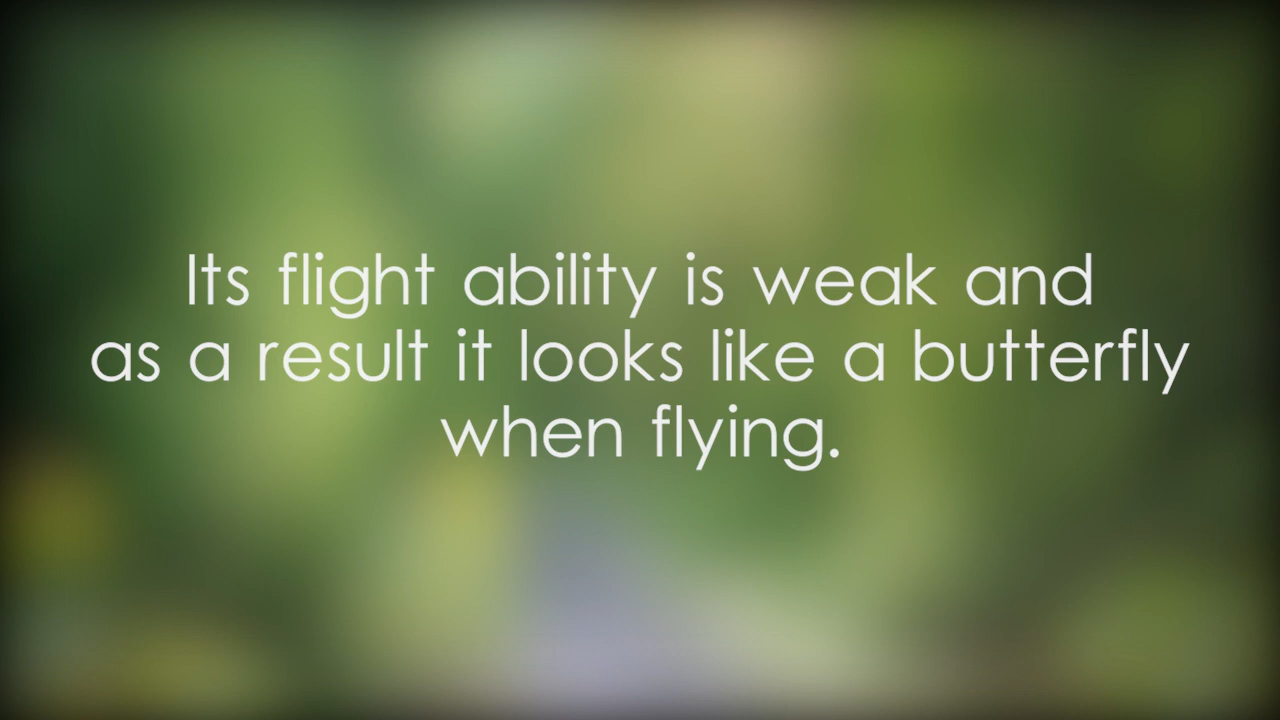 Its flight ability is weak and
as a result it looks like a butterfly
when flying.